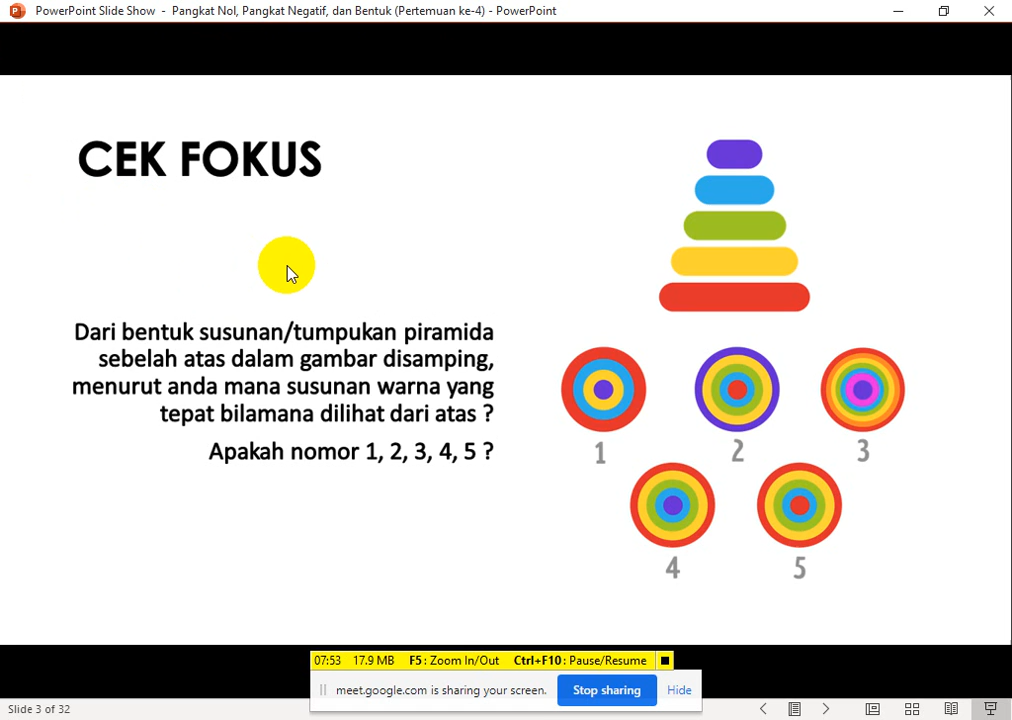 PowerPoint Slide Show - Pangkat Nol, Pangkat Negatif, dan Bentuk (Pertemuan ke-4) - PowerPoint
CEK FOKUS
Dari bentuk susunan/tumpukan piramida
sebelah atas dalam gambar disamping,
menurut anda mana susunan warna yang
tepat bilamana dilihat dari atas ?
Apakah nomor 1, 2, 3, 4, 5 ?
1
2
3
4
5
07:53 17.9 MB F5: Zoom In/Out Ctrl+F10: Pause/Resume
meet.google.com is sharing your screen. Stop sharing Hide
Slide 3 of 32